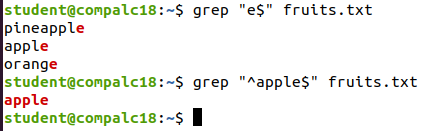 student@compalc18:~$ grep "e$" fruits.txt
pineapple
apple
orange
student@compalc18:~$ grep "^apple$" fruits.txt
apple
student@compalc18:~$